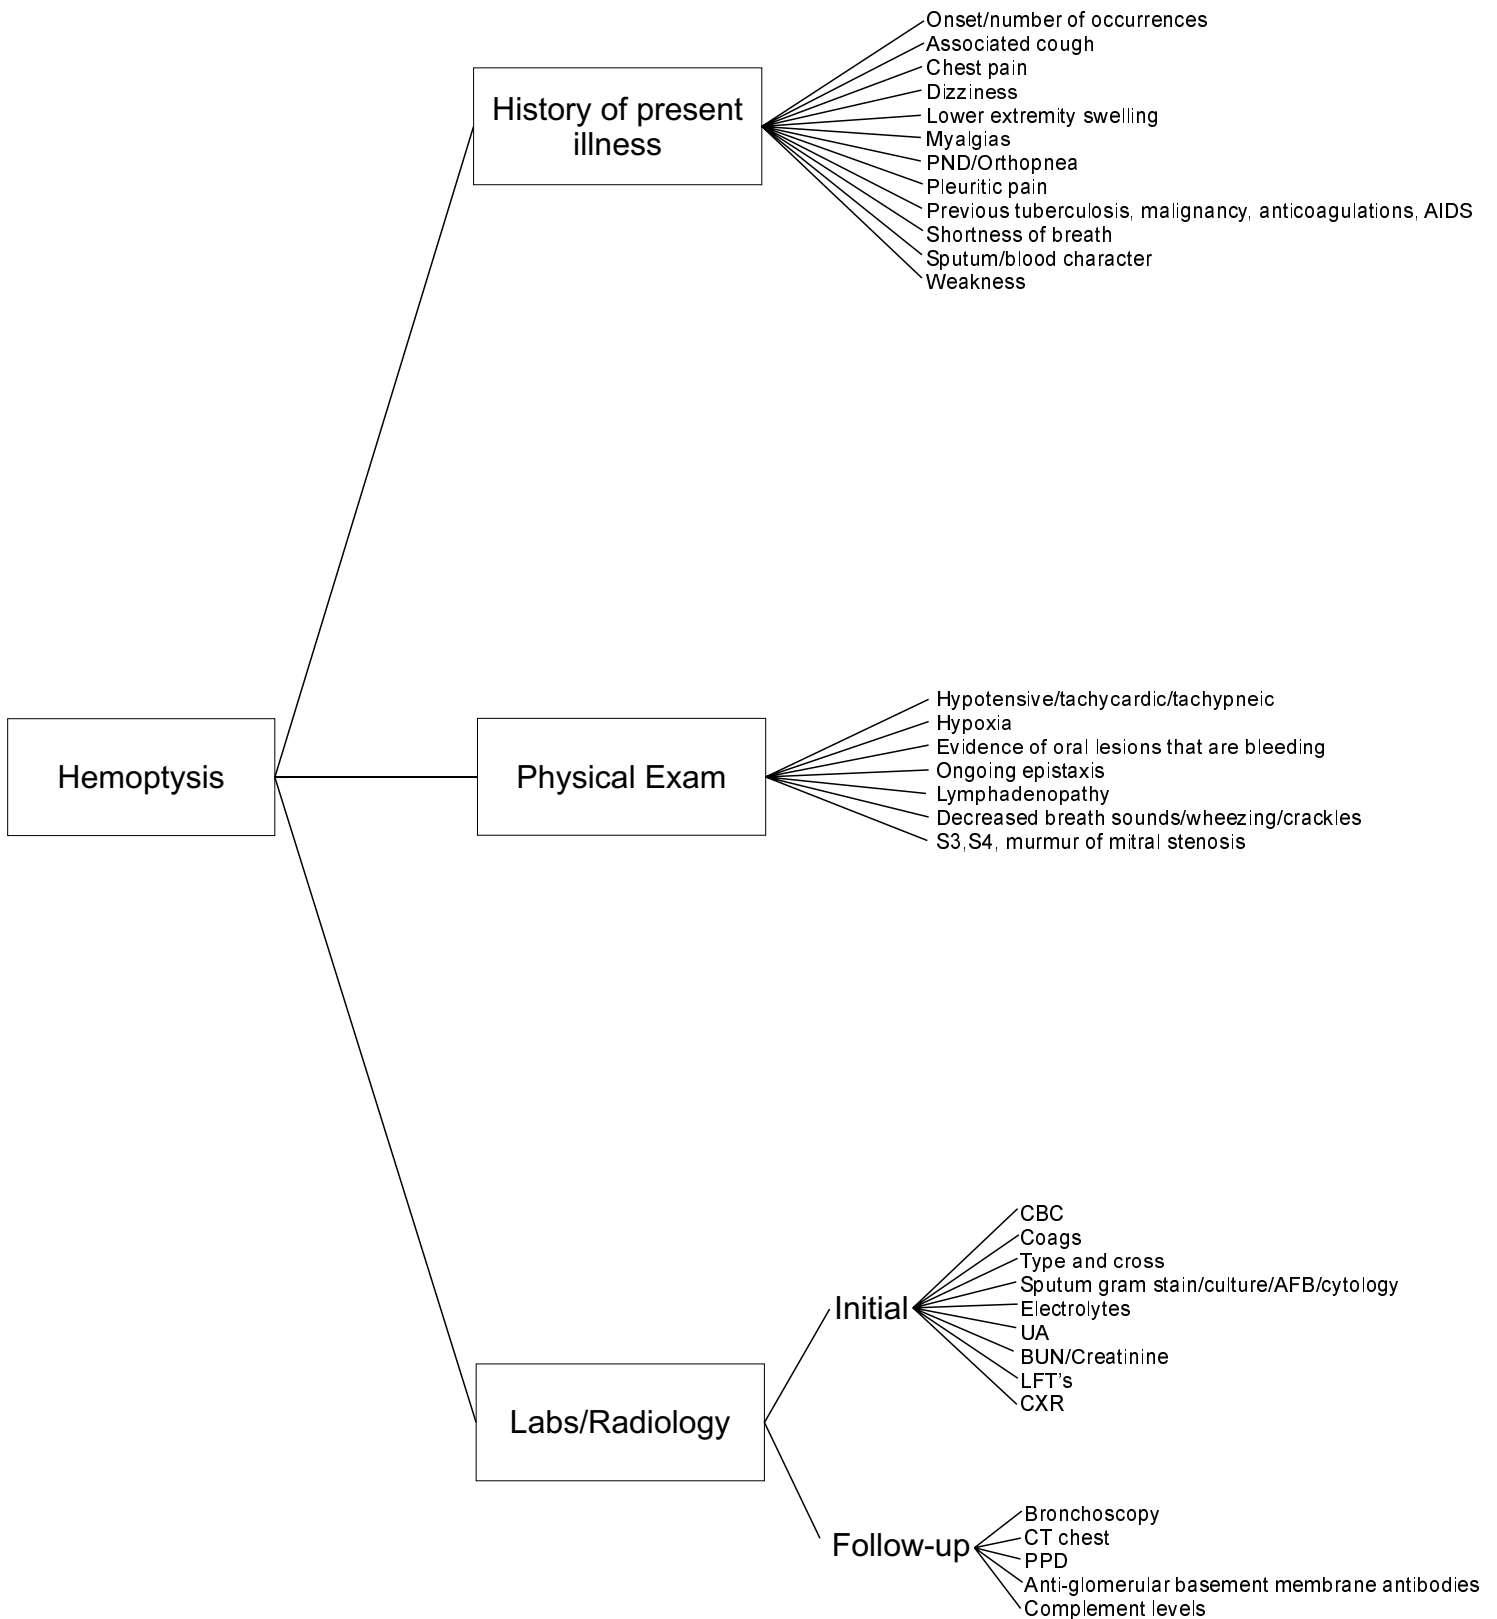 Onset/number of occurrences
Associated cough
Chest pain
Dizziness
Lower extremity swelling
Myalgias
PND/Orthopnea
Pleuritic pain
Previous tuberculosis, malignancy, anticoagulations, AIDS
Shortness of breath
Sputum/blood character
Weakness
History of present
illness
Hemoptysis
Physical Exam
Hypotensive/tachycardic/tachypneic
Hypoxia
Evidence of oral lesions that are bleeding
Ongoing epistaxis
Lymphadenopathy
Decreased breath sounds/wheezing/crackles
S3,S4, murmur of mitral stenosis
Labs/Radiology
Initial
CBC
Coags
Type and cross
Sputum gram stain/culture/AFB/cytology
Electrolytes
UA
BUN/Creatinine
LFT's
CXR
Follow-up
Bronchoscopy
CT chest
PPD
Anti-glomerular basement membrane antibodies
Complement levels